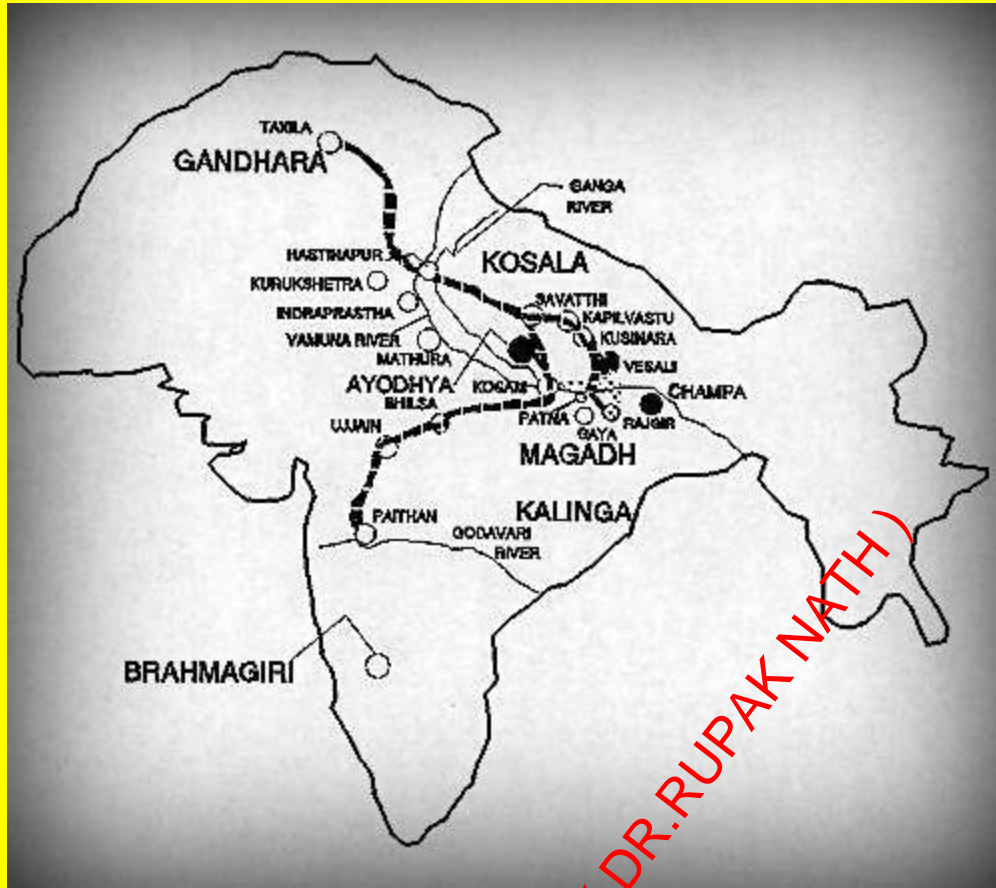 TAXILA
GANDHARA
GANGA
RIVER
HASTINAPUR
KOSALA
KURUKSHETRA
SAVATTHI
INDRAPRASTHA
KAPILVASTU
YAMUNA RIVER
KUSINARA
MATHURA
VESALI
AYODHYA
KOSAM
CHAMPA
BHILSA
PATNA
RAJGIR
UJJAIN
GAYA
MAGADH
PAITHAN
KALINGA
GODAVARI
RIVER
BRAHMAGIRI
DR.RUPAK NATH )